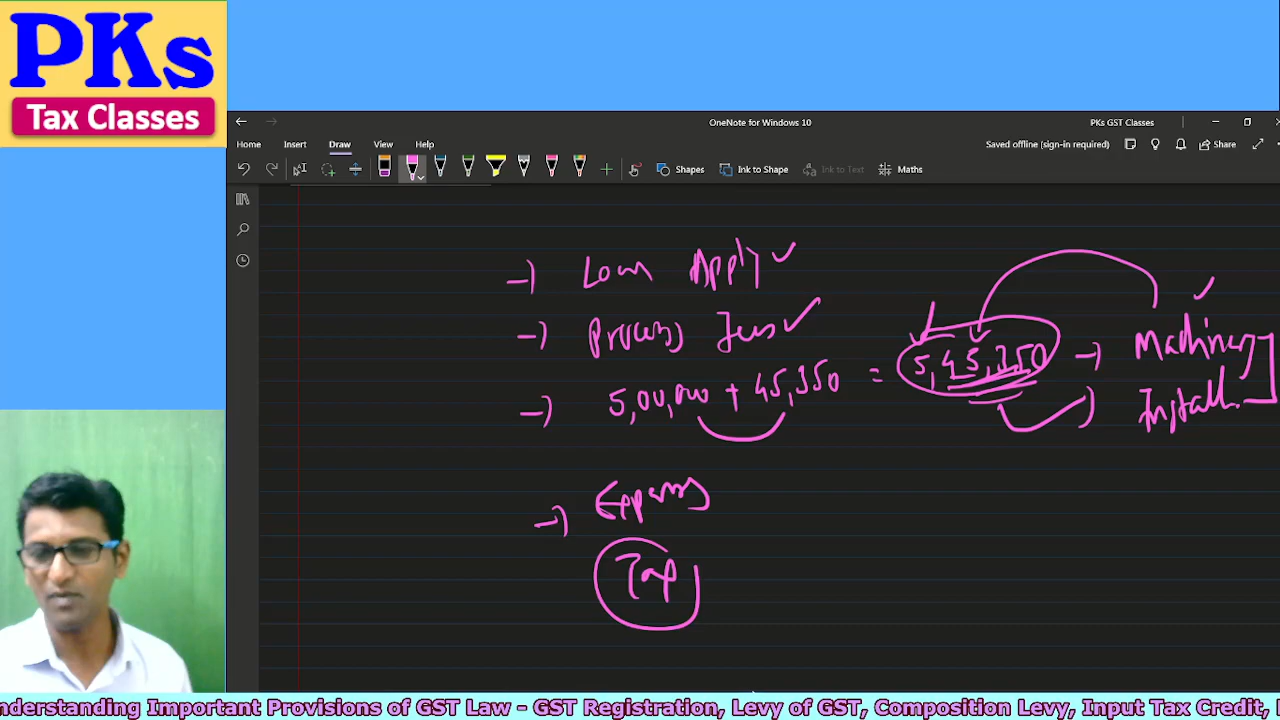 PKs
Tax Classes
OneNote for Windows 10
PKs GST Classes
Home Insert Draw View Help
Saved offline (sign-in required)
Share
Shapes
Ink to Shape
Ink to Text
Maths
Loan Apply ✓
Process Fees ✓
5,00,000 + 45,350 = 5,45,350 → Machinery
Install.
Expenses
nderstanding Important Provisions of GST Law – GST Registration, Levy of GST, Composition Levy, Input Tax Credit,